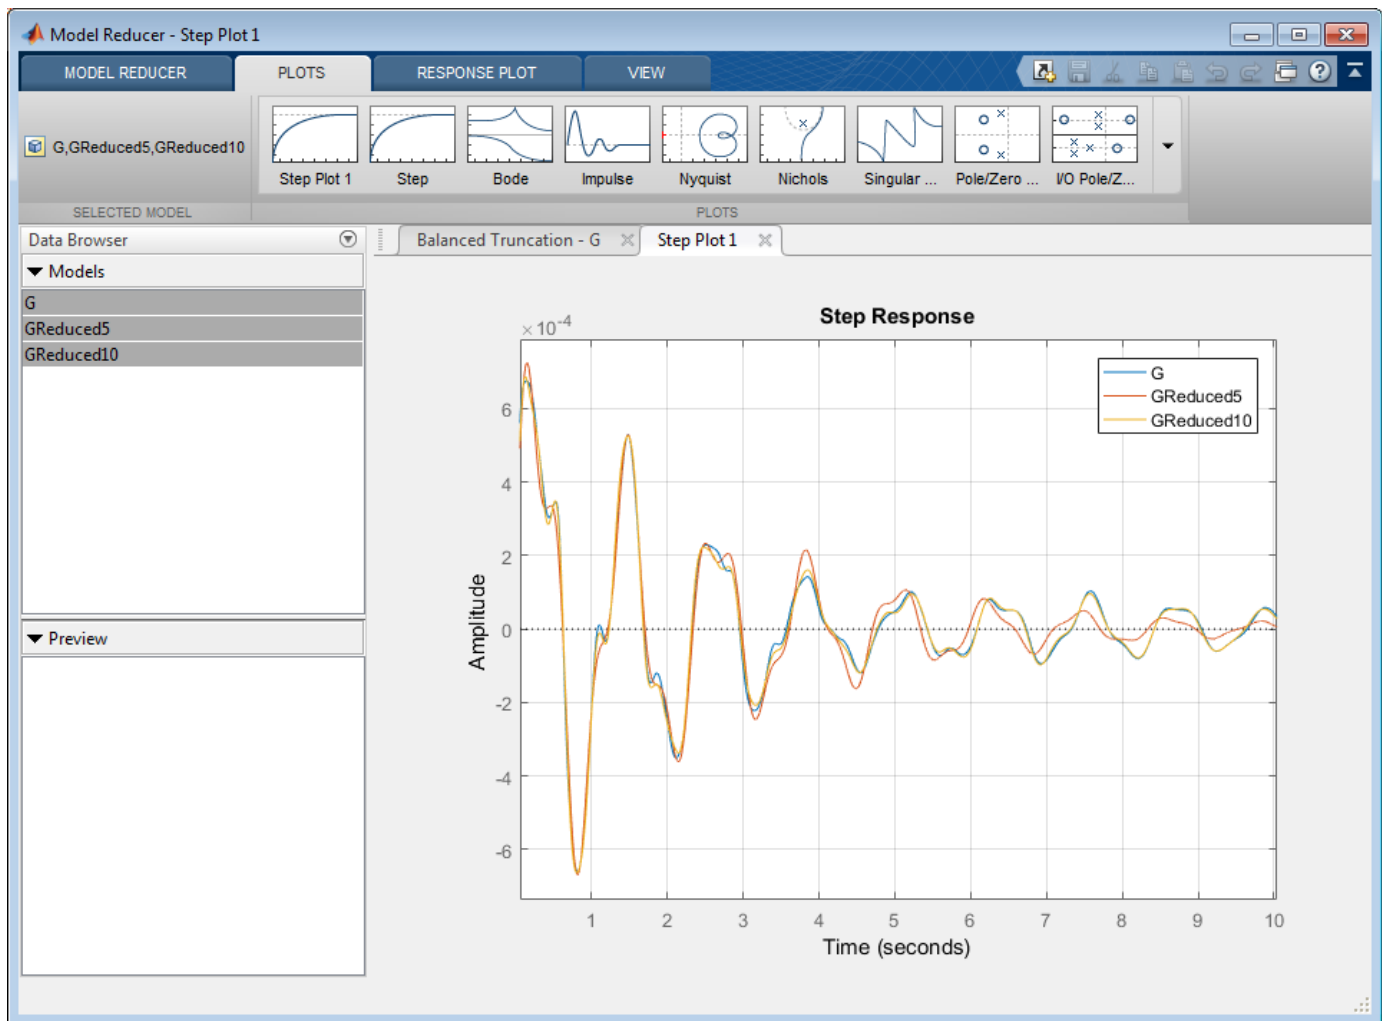 Model Reducer - Step Plot 1
MODEL REDUCER PLOTS RESPONSE PLOT VIEW
G,GReduced5,GReduced10
Step Plot 1 Step Bode Impulse Nyquist Nichols Singular ... Pole/Zero ... I/O Pole/Z...
SELECTED MODEL PLOTS
Data Browser
Models
G
GReduced5
GReduced10
Preview
Balanced Truncation - G Step Plot 1
Step Response
×10-4
G
GReduced5
GReduced10
6
4
2
0
-2
-4
-6
Amplitude
1 2 3 4 5 6 7 8 9 10
Time (seconds)